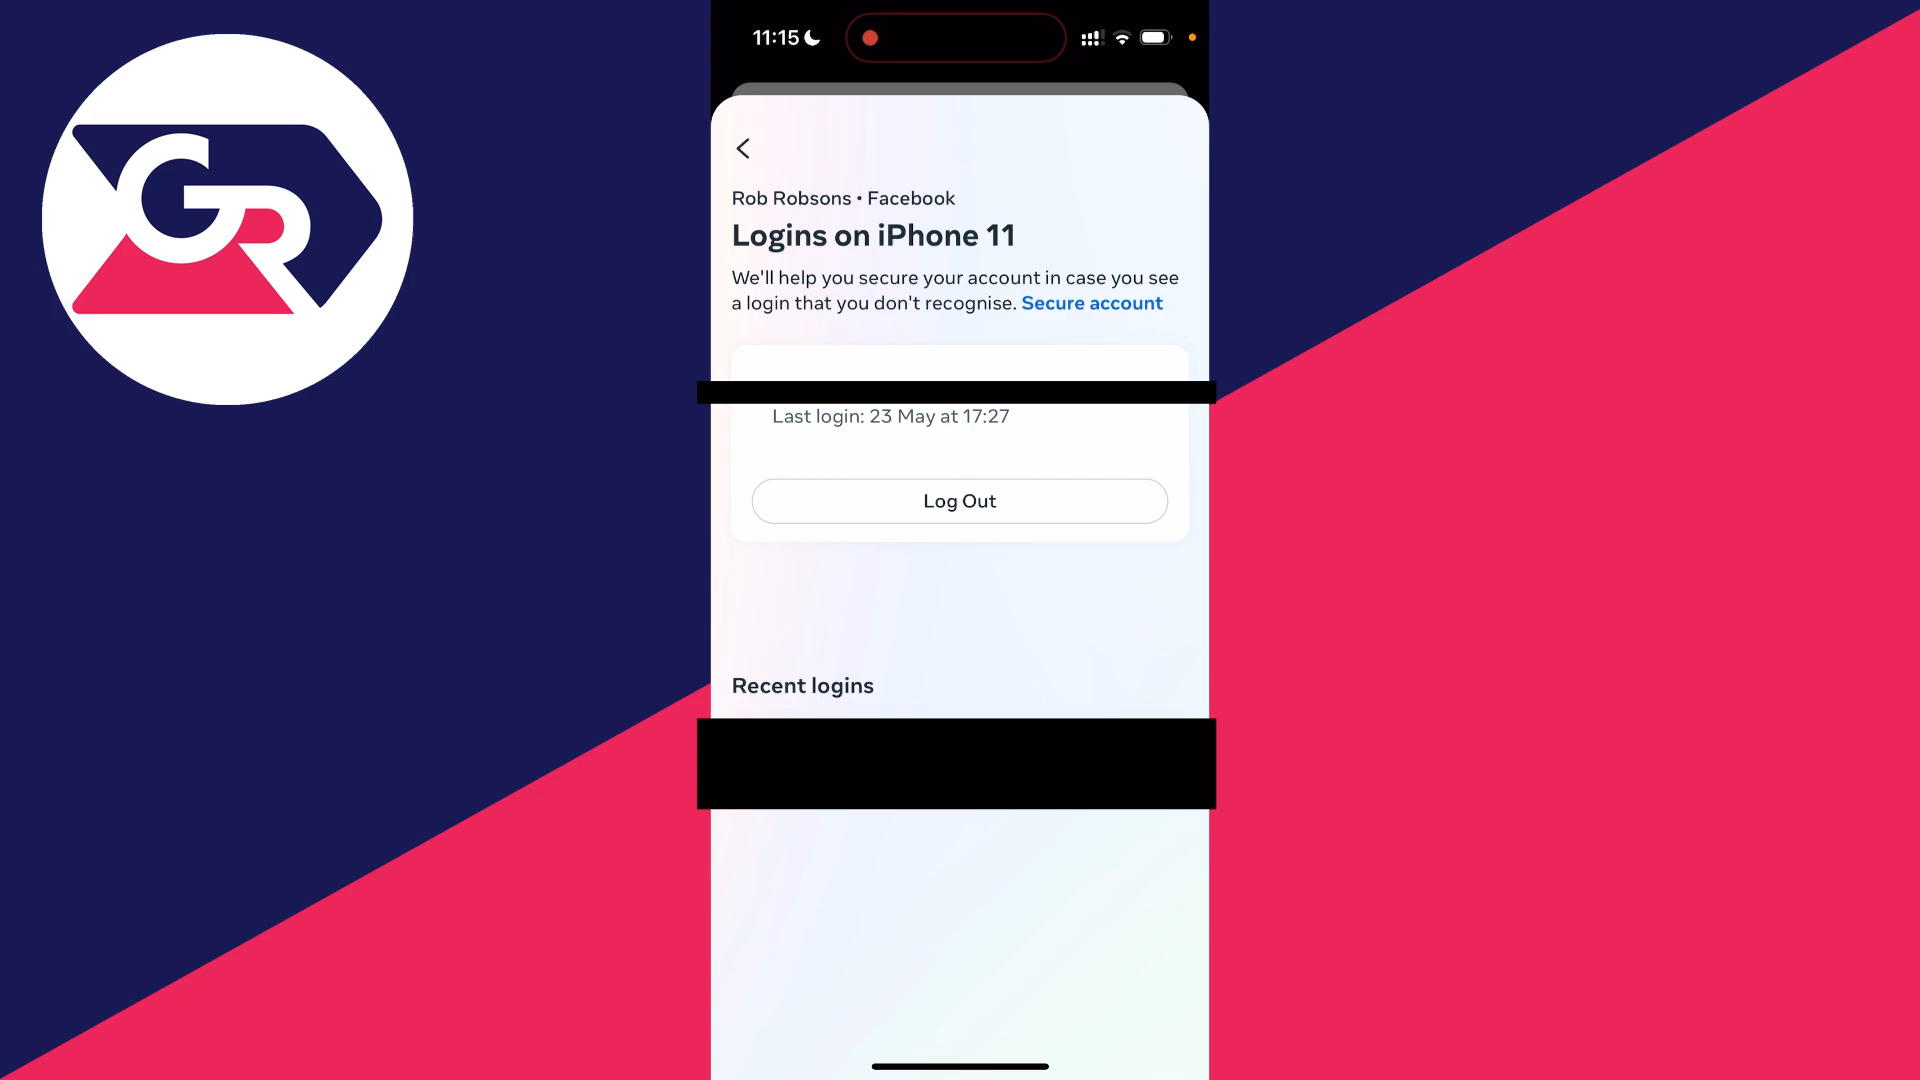 GR
11:15
Rob Robsons • Facebook
Logins on iPhone 11
We'll help you secure your account in case you see
a login that you don't recognise. Secure account
Last login: 23 May at 17:27
Log Out
Recent logins